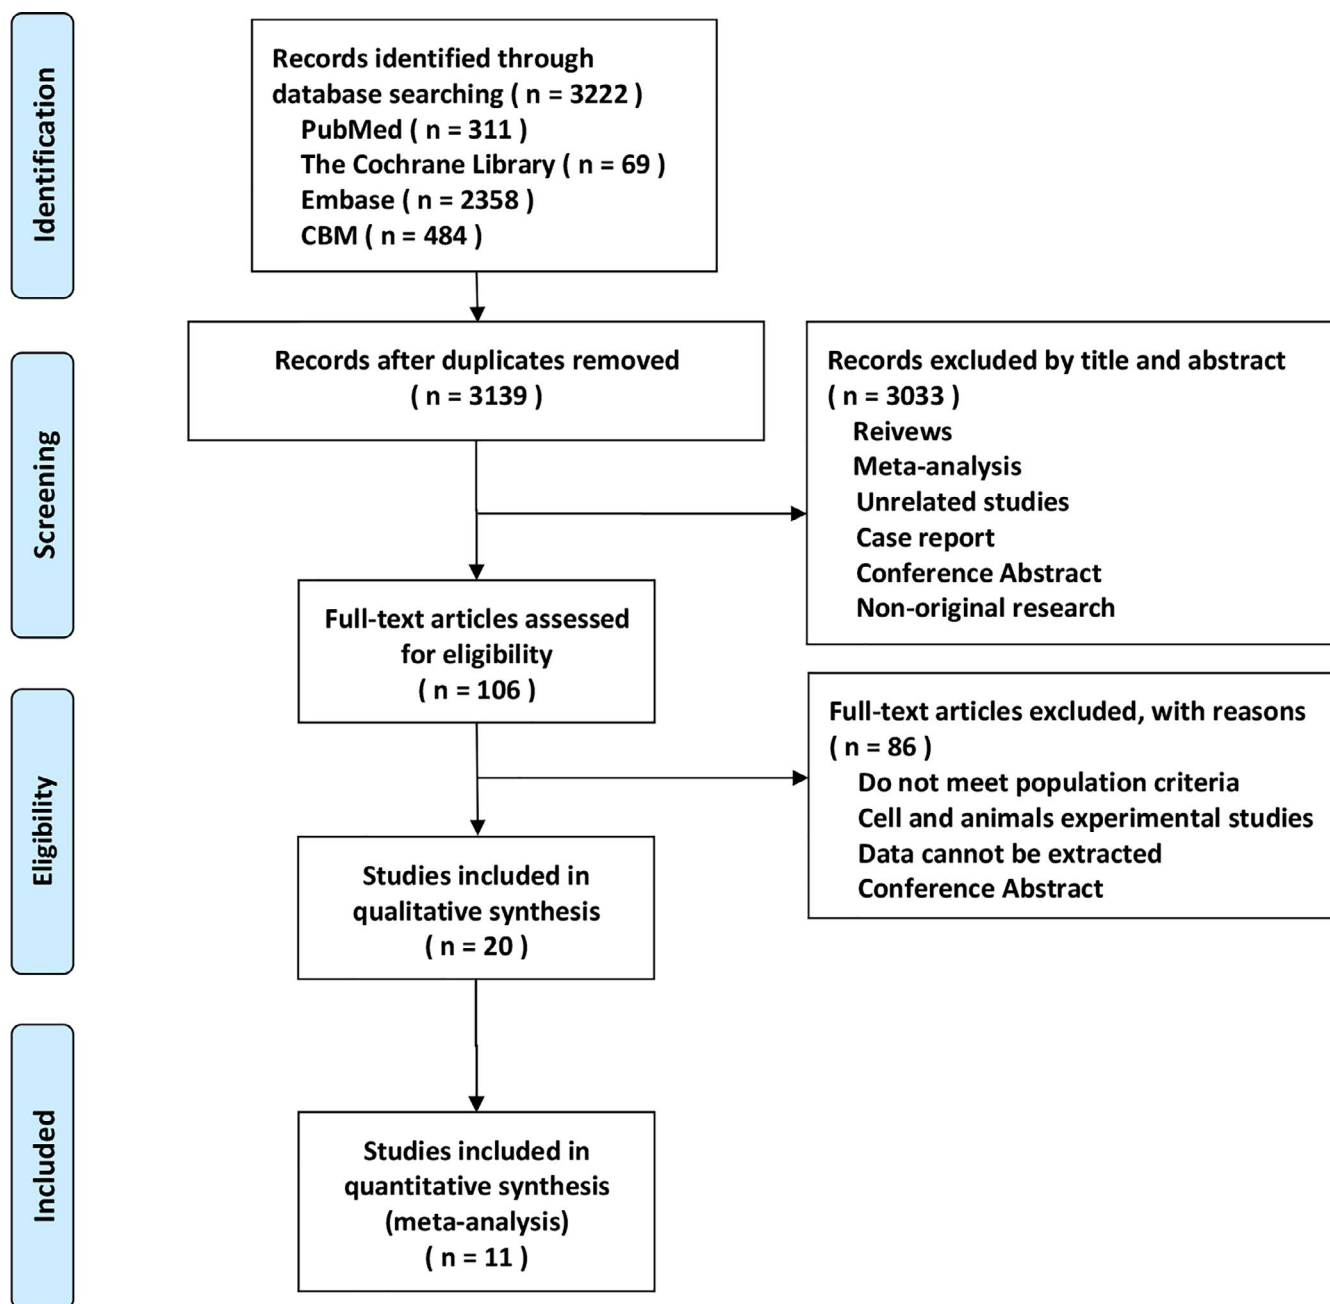 Identification
Records identified through
database searching ( n = 3222 )
PubMed ( n = 311 )
The Cochrane Library ( n = 69 )
Embase ( n = 2358 )
CBM ( n = 484 )
Screening
Records after duplicates removed
( n = 3139 )
Records excluded by title and abstract
( n = 3033 )
Reivews
Meta-analysis
Unrelated studies
Case report
Conference Abstract
Non-original research
Full-text articles assessed
for eligibility
( n = 106 )
Eligibility
Full-text articles excluded, with reasons
( n = 86 )
Do not meet population criteria
Cell and animals experimental studies
Data cannot be extracted
Conference Abstract
Studies included in
qualitative synthesis
( n = 20 )
Included
Studies included in
quantitative synthesis
(meta-analysis)
( n = 11 )